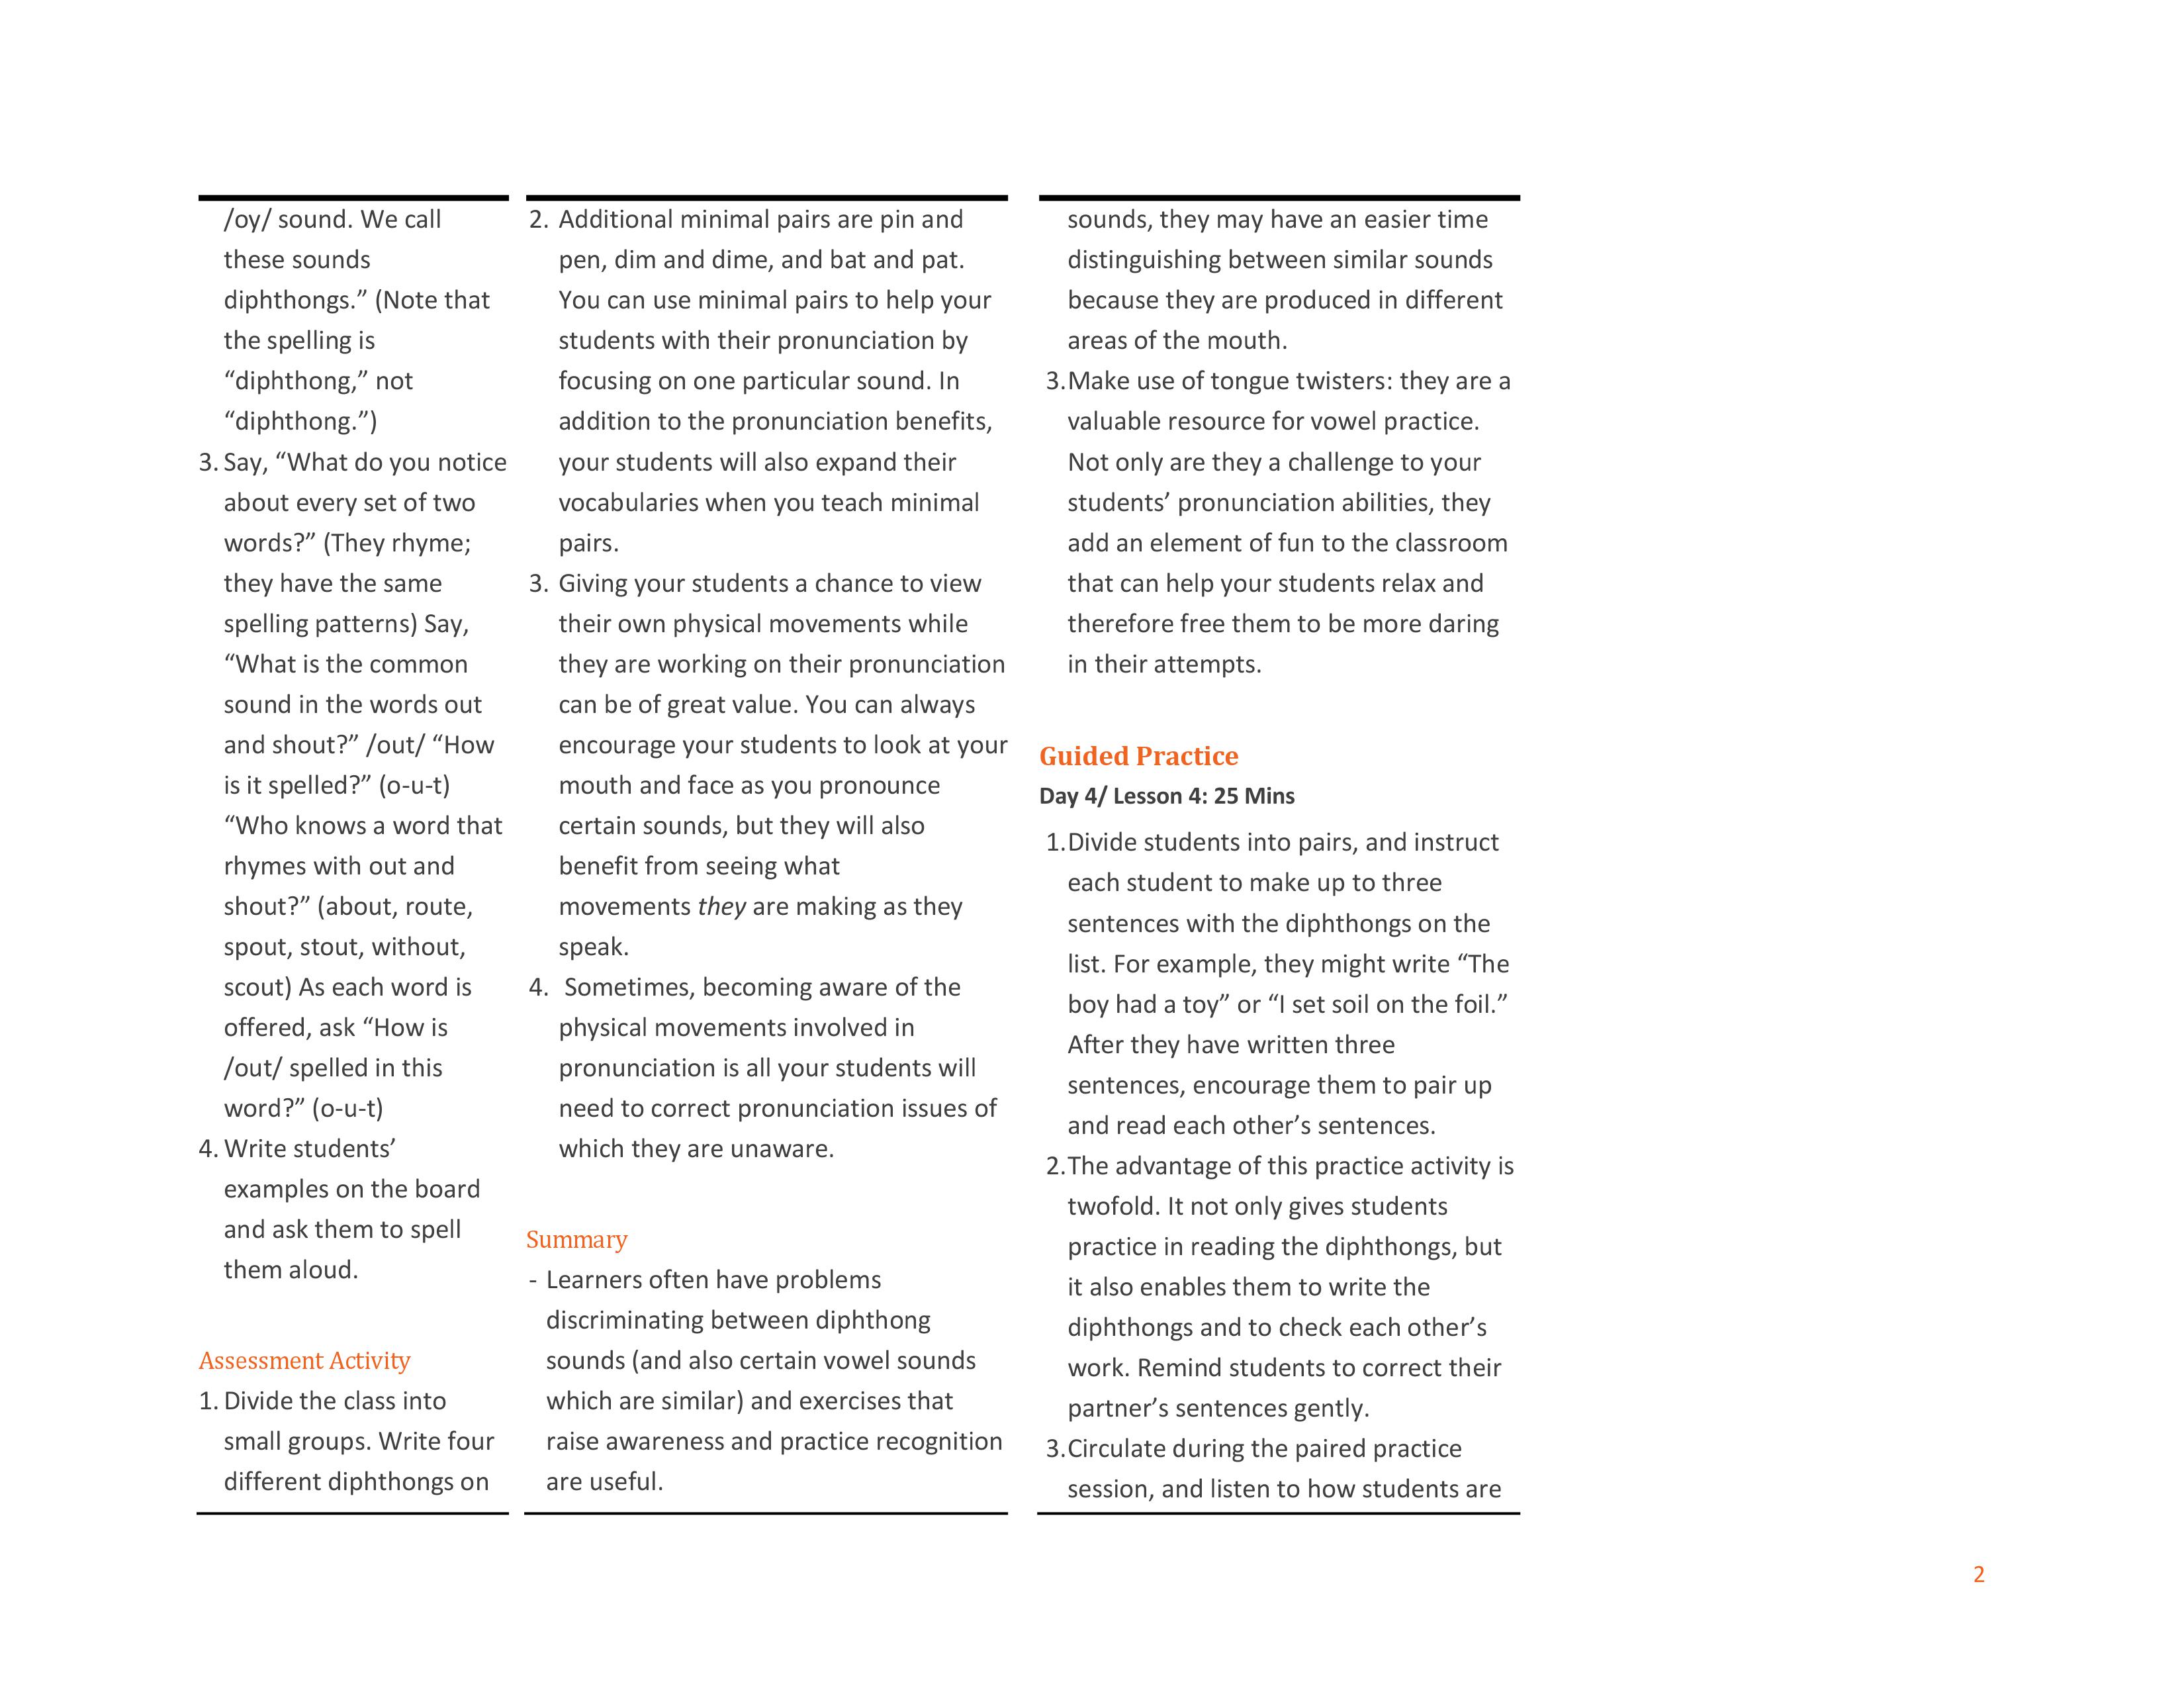 /oy/ sound. We call
these sounds
diphthongs.” (Note that
the spelling is
“diphthong,” not
“diphthong.”)
3. Say, “What do you notice
about every set of two
words?” (They rhyme;
they have the same
spelling patterns) Say,
“What is the common
sound in the words out
and shout?” /out/ “How
is it spelled?” (o-u-t)
“Who knows a word that
rhymes with out and
shout?” (about, route,
spout, stout, without,
scout) As each word is
offered, ask “How is
/out/ spelled in this
word?” (o-u-t)
4. Write students’
examples on the board
and ask them to spell
them aloud.
Assessment Activity
1. Divide the class into
small groups. Write four
different diphthongs on
2. Additional minimal pairs are pin and
pen, dim and dime, and bat and pat.
You can use minimal pairs to help your
students with their pronunciation by
focusing on one particular sound. In
addition to the pronunciation benefits,
your students will also expand their
vocabularies when you teach minimal
pairs.
3. Giving your students a chance to view
their own physical movements while
they are working on their pronunciation
can be of great value. You can always
encourage your students to look at your
mouth and face as you pronounce
certain sounds, but they will also
benefit from seeing what
movements they are making as they
speak.
4. Sometimes, becoming aware of the
physical movements involved in
pronunciation is all your students will
need to correct pronunciation issues of
which they are unaware.
Summary
- Learners often have problems
discriminating between diphthong
sounds (and also certain vowel sounds
which are similar) and exercises that
raise awareness and practice recognition
are useful.
sounds, they may have an easier time
distinguishing between similar sounds
because they are produced in different
areas of the mouth.
3.Make use of tongue twisters: they are a
valuable resource for vowel practice.
Not only are they a challenge to your
students’ pronunciation abilities, they
add an element of fun to the classroom
that can help your students relax and
therefore free them to be more daring
in their attempts.
Guided Practice
Day 4/ Lesson 4: 25 Mins
1.Divide students into pairs, and instruct
each student to make up to three
sentences with the diphthongs on the
list. For example, they might write “The
boy had a toy” or “I set soil on the foil.”
After they have written three
sentences, encourage them to pair up
and read each other’s sentences.
2.The advantage of this practice activity is
twofold. It not only gives students
practice in reading the diphthongs, but
it also enables them to write the
diphthongs and to check each other’s
work. Remind students to correct their
partner’s sentences gently.
3.Circulate during the paired practice
session, and listen to how students are
2